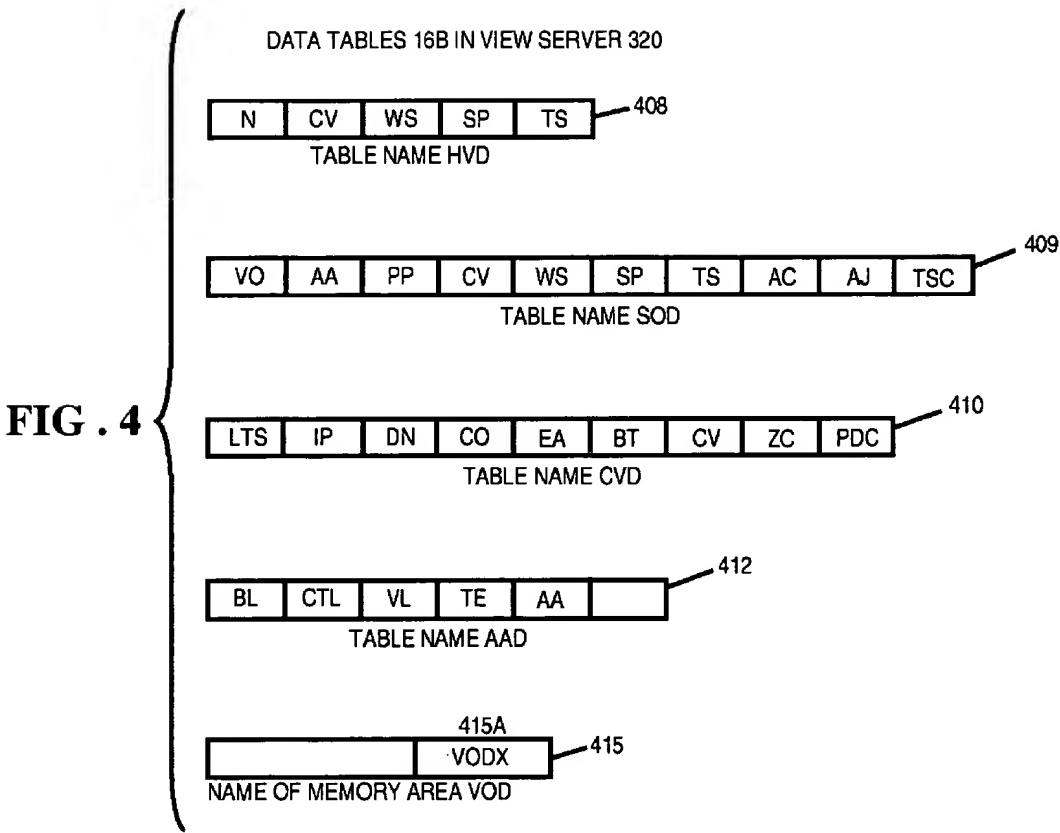 DATA TABLES 16B IN VIEW SERVER 320
N CV WS SP TS 408
TABLE NAME HVD
VO AA PP CV WS SP TS AC AJ TSC 409
TABLE NAME SOD
FIG . 4
LTS IP DN CO EA BT CV ZC PDC 410
TABLE NAME CVD
BL CTL VL TE AA 412
TABLE NAME AAD
415A
VODX 415
NAME OF MEMORY AREA VOD